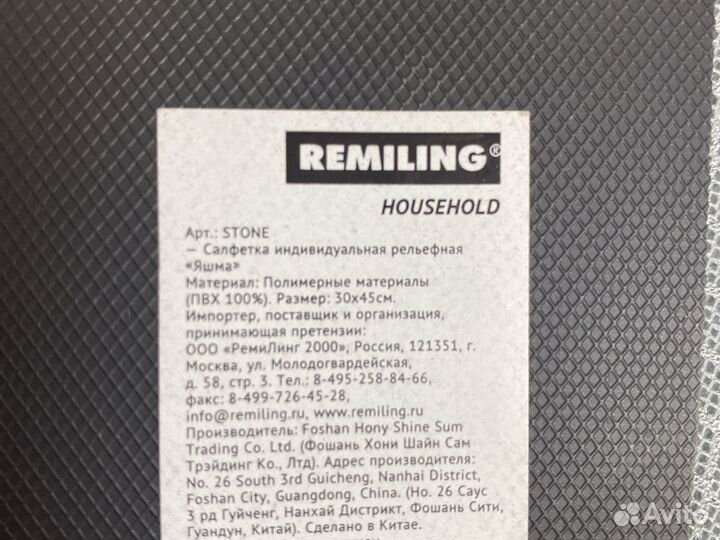 REMILING®
HOUSEHOLD
Арт.: STONE
— Салфетка индивидуальная рельефная
«Яшма»
Материал: Полимерные материалы
(ПВХ 100%). Размер: 30х45см.
Импортер, поставщик и организация,
принимающая претензии:
ООО «РемиЛинг 2000», Россия, 121351, г.
Москва, ул. Молодогвардейская,
д. 58, стр. 3. Тел.: 8-495-258-84-66,
факс: 8-499-726-45-28,
info@remiling.ru, www.remiling.ru
Производитель: Foshan Hony Shine Sum
Trading Co. Ltd. (Фошань Хони Шайн Сам
Трэйдинг Ко., Лтд). Адрес производителя:
No. 26 South 3rd Guicheng, Nanhai District,
Foshan City, Guangdong, China. (Но. 26 Саус
3 рд Гуйченг, Нанхай Дистрикт, Фошань Сити,
Гуандун, Китай). Сделано в Китае.
Avito